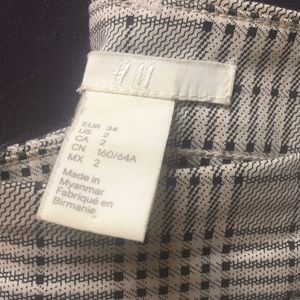 H&M
EUR 34
US 2
CA 2
CN 160/64A
MX 2
Made in
Myanmar
Fabriqué en
Birmanie